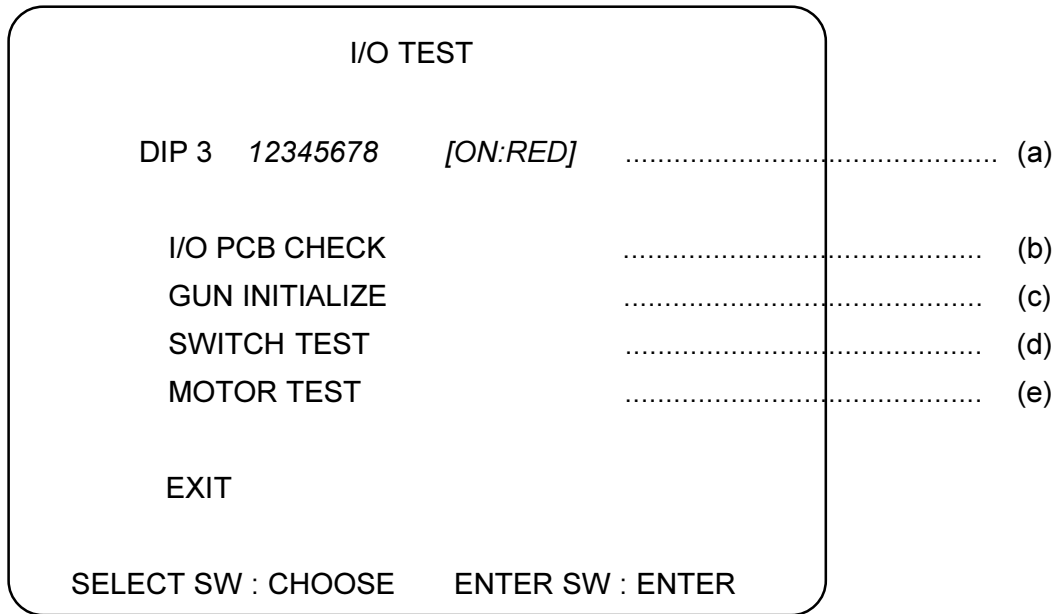 I/O TEST
DIP 3 12345678 [ON:RED] ............................................. (a)
I/O PCB CHECK ........................................... (b)
GUN INITIALIZE ........................................... (c)
SWITCH TEST ........................................... (d)
MOTOR TEST ........................................... (e)
EXIT
SELECT SW : CHOOSE ENTER SW : ENTER